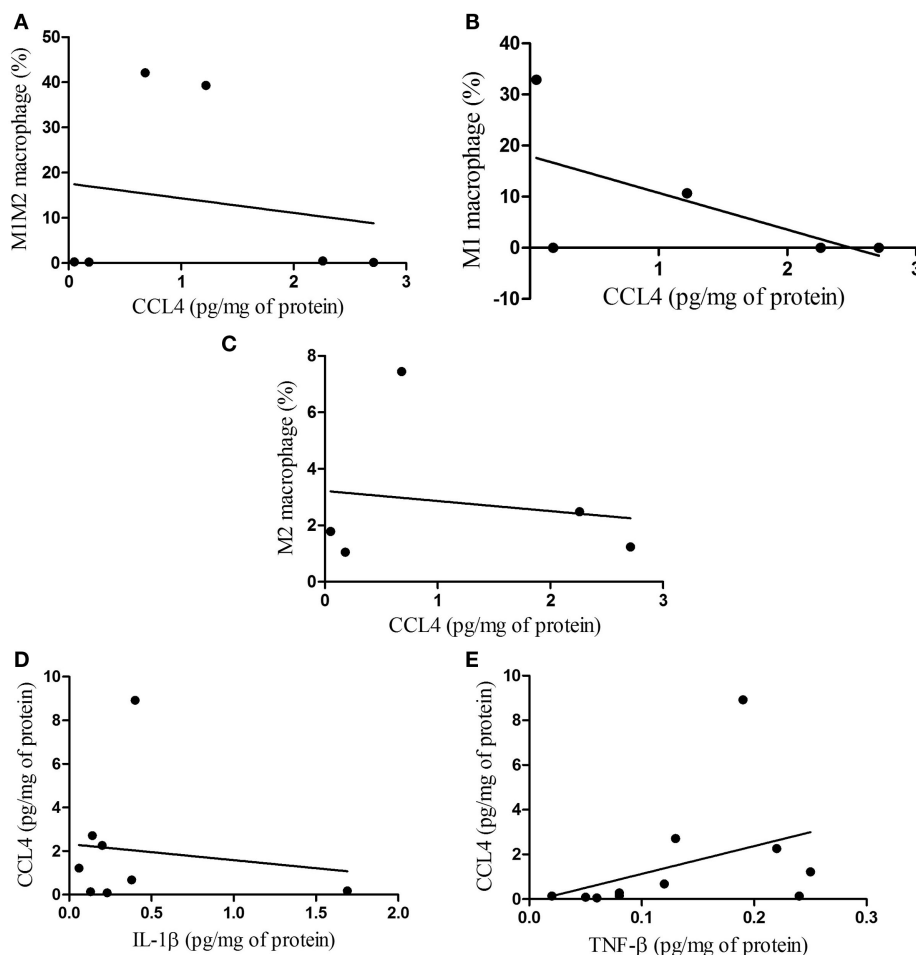 A
M1M2 macrophage (%)
50
40
30
20
10
0
0 1 2 3
CCL4 (pg/mg of protein)
B
M1 macrophage (%)
40
30
20
10
0
-10
1 2 3
CCL4 (pg/mg of protein)
C
M2 macrophage (%)
8
6
4
2
0
0 1 2 3
CCL4 (pg/mg of protein)
D
CCL4 (pg/mg of protein)
10
8
6
4
2
0
0.0 0.5 1.0 1.5 2.0
IL-1β (pg/mg of protein)
E
CCL4 (pg/mg of protein)
10
8
6
4
2
0
0.0 0.1 0.2 0.3
TNF-β (pg/mg of protein)